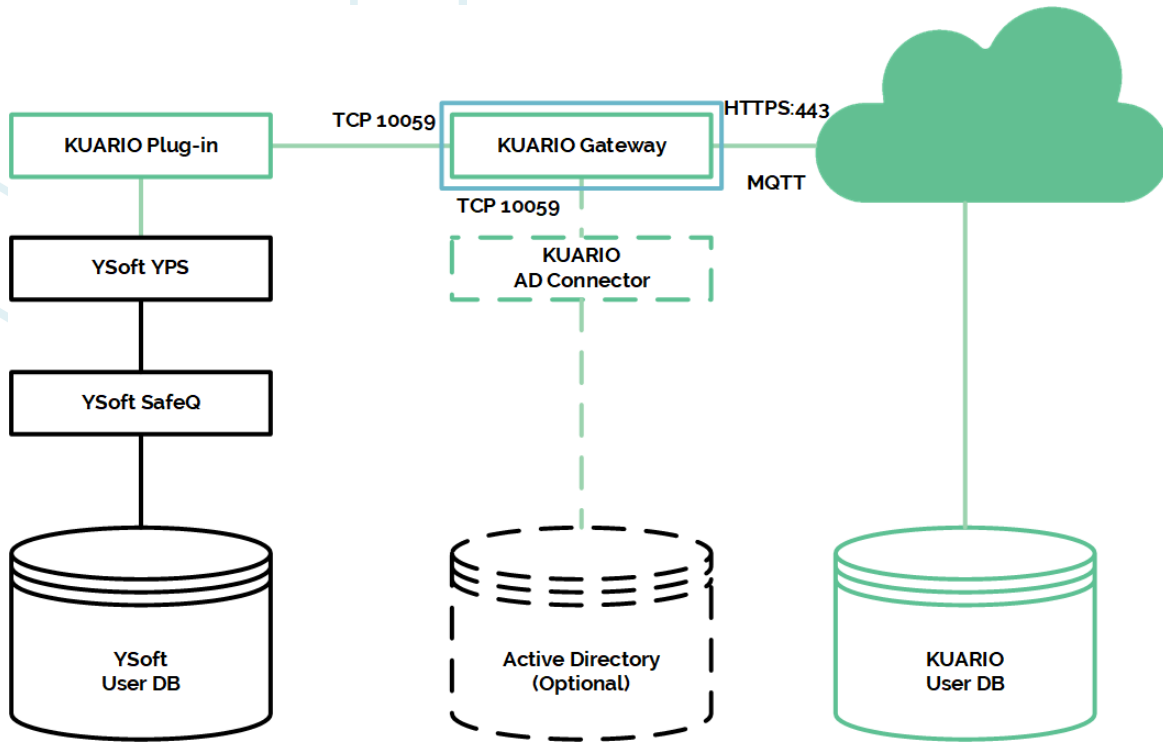 HTTPS:443
TCP 10059
KUARIO Plug-in
KUARIO Gateway
MQTT
TCP 10059
YSoft YPS
KUARIO
AD Connector
YSoft SafeQ
YSoft
User DB
Active Directory
(Optional)
KUARIO
User DB